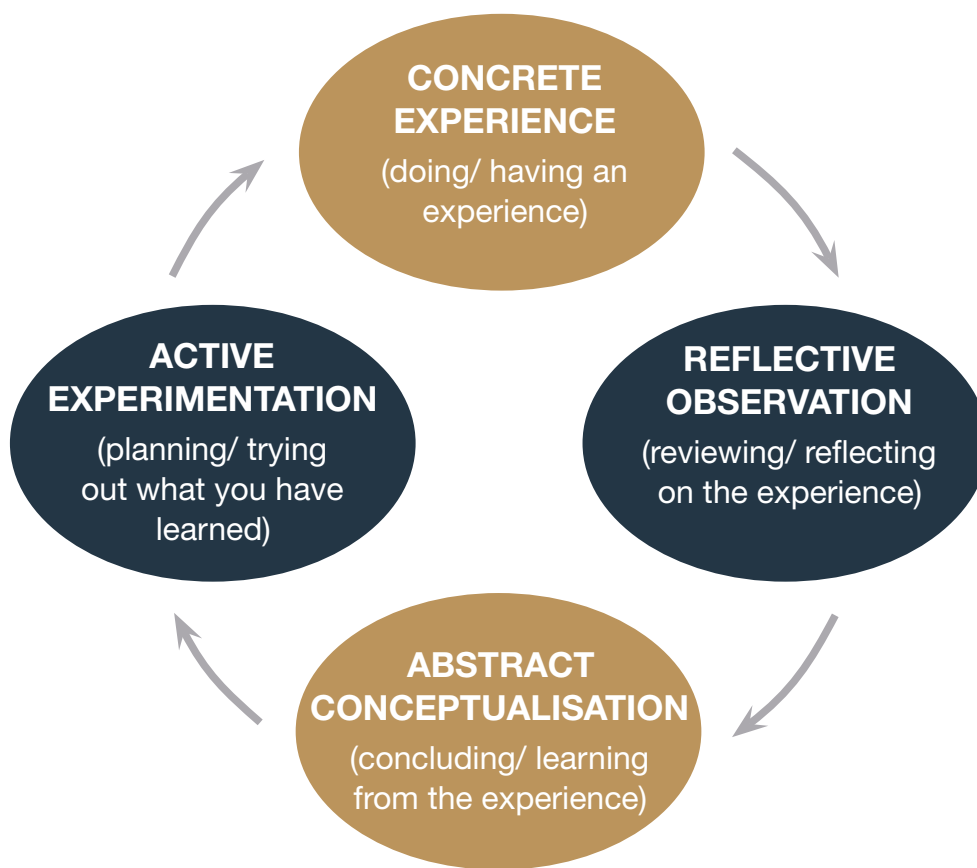 CONCRETE
EXPERIENCE
(doing/ having an
experience)
REFLECTIVE
OBSERVATION
(reviewing/ reflecting
on the experience)
ABSTRACT
CONCEPTUALISATION
(concluding/ learning
from the experience)
ACTIVE
EXPERIMENTATION
(planning/ trying
out what you have
learned)